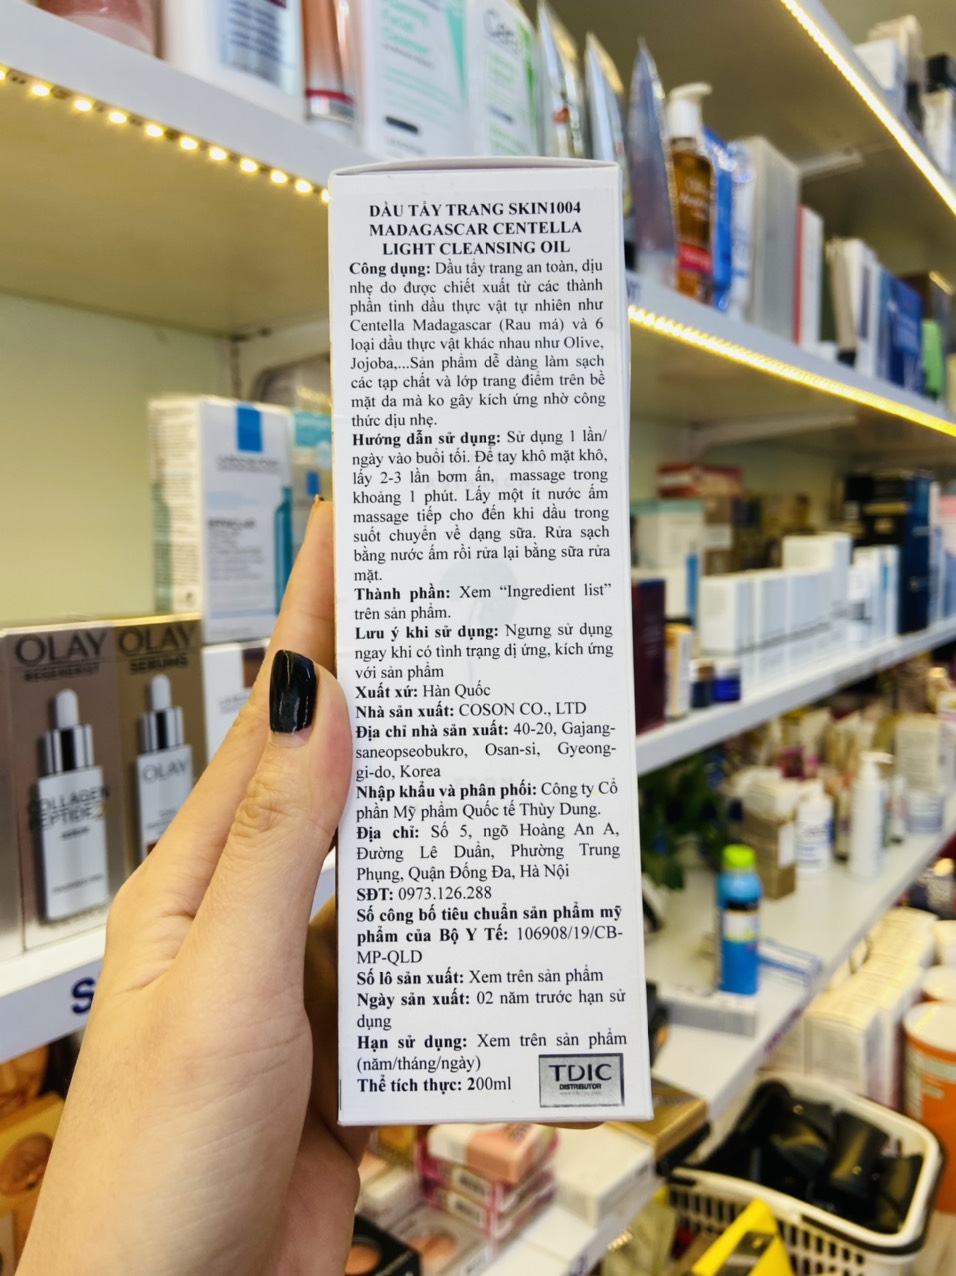 DẦU TẨY TRANG SKIN1004
MADAGASCAR CENTELLA
LIGHT CLEANSING OIL
Công dụng: Dầu tẩy trang an toàn, dịu
nhẹ do được chiết xuất từ các thành
phần tinh dầu thực vật tự nhiên như
Centella Madagascar (Rau má) và 6
loại dầu thực vật khác nhau như Olive,
Jojoba,...Sản phẩm dễ dàng làm sạch
các tạp chất và lớp trang điểm trên bề
mặt da mà ko gây kích ứng nhờ công
thức dịu nhẹ.
Hướng dẫn sử dụng: Sử dụng 1 lần/
ngày vào buổi tối. Để tay khô mặt khô,
lấy 2-3 lần bơm ấn, massage trong
khoảng 1 phút. Lấy một ít nước ấm
massage tiếp cho đến khi dầu trong
suốt chuyển về dạng sữa. Rửa sạch
bằng nước ấm rồi rửa lại bằng sữa rửa
mặt.
Thành phần: Xem “Ingredient list”
trên sản phẩm.
Lưu ý khi sử dụng: Ngưng sử dụng
ngay khi có tình trạng dị ứng, kích ứng
với sản phẩm
Xuất xứ: Hàn Quốc
Nhà sản xuất: COSON CO., LTD
Địa chỉ nhà sản xuất: 40-20, Gajang-
saneopseobukro, Osan-si, Gyeong-
gi-do, Korea
Nhập khẩu và phân phối: Công ty Cổ
phần Mỹ phẩm Quốc tế Thùy Dung.
Địa chỉ: Số 5, ngõ Hoàng An A,
Đường Lê Duẩn, Phường Trung
Phụng, Quận Đống Đa, Hà Nội
SĐT: 0973.126.288
Số công bố tiêu chuẩn sản phẩm mỹ
phẩm của Bộ Y Tế: 106908/19/CB-
MP-QLD
Số lô sản xuất: Xem trên sản phẩm
Ngày sản xuất: 02 năm trước hạn sử
dụng
Hạn sử dụng: Xem trên sản phẩm
(năm/tháng/ngày)
Thể tích thực: 200ml
TDIC
DISTRIBUTOR
OLAY
REGENERIST
COLLAGEN
PEPTIDE
OLAY
SERUMS
OLAY